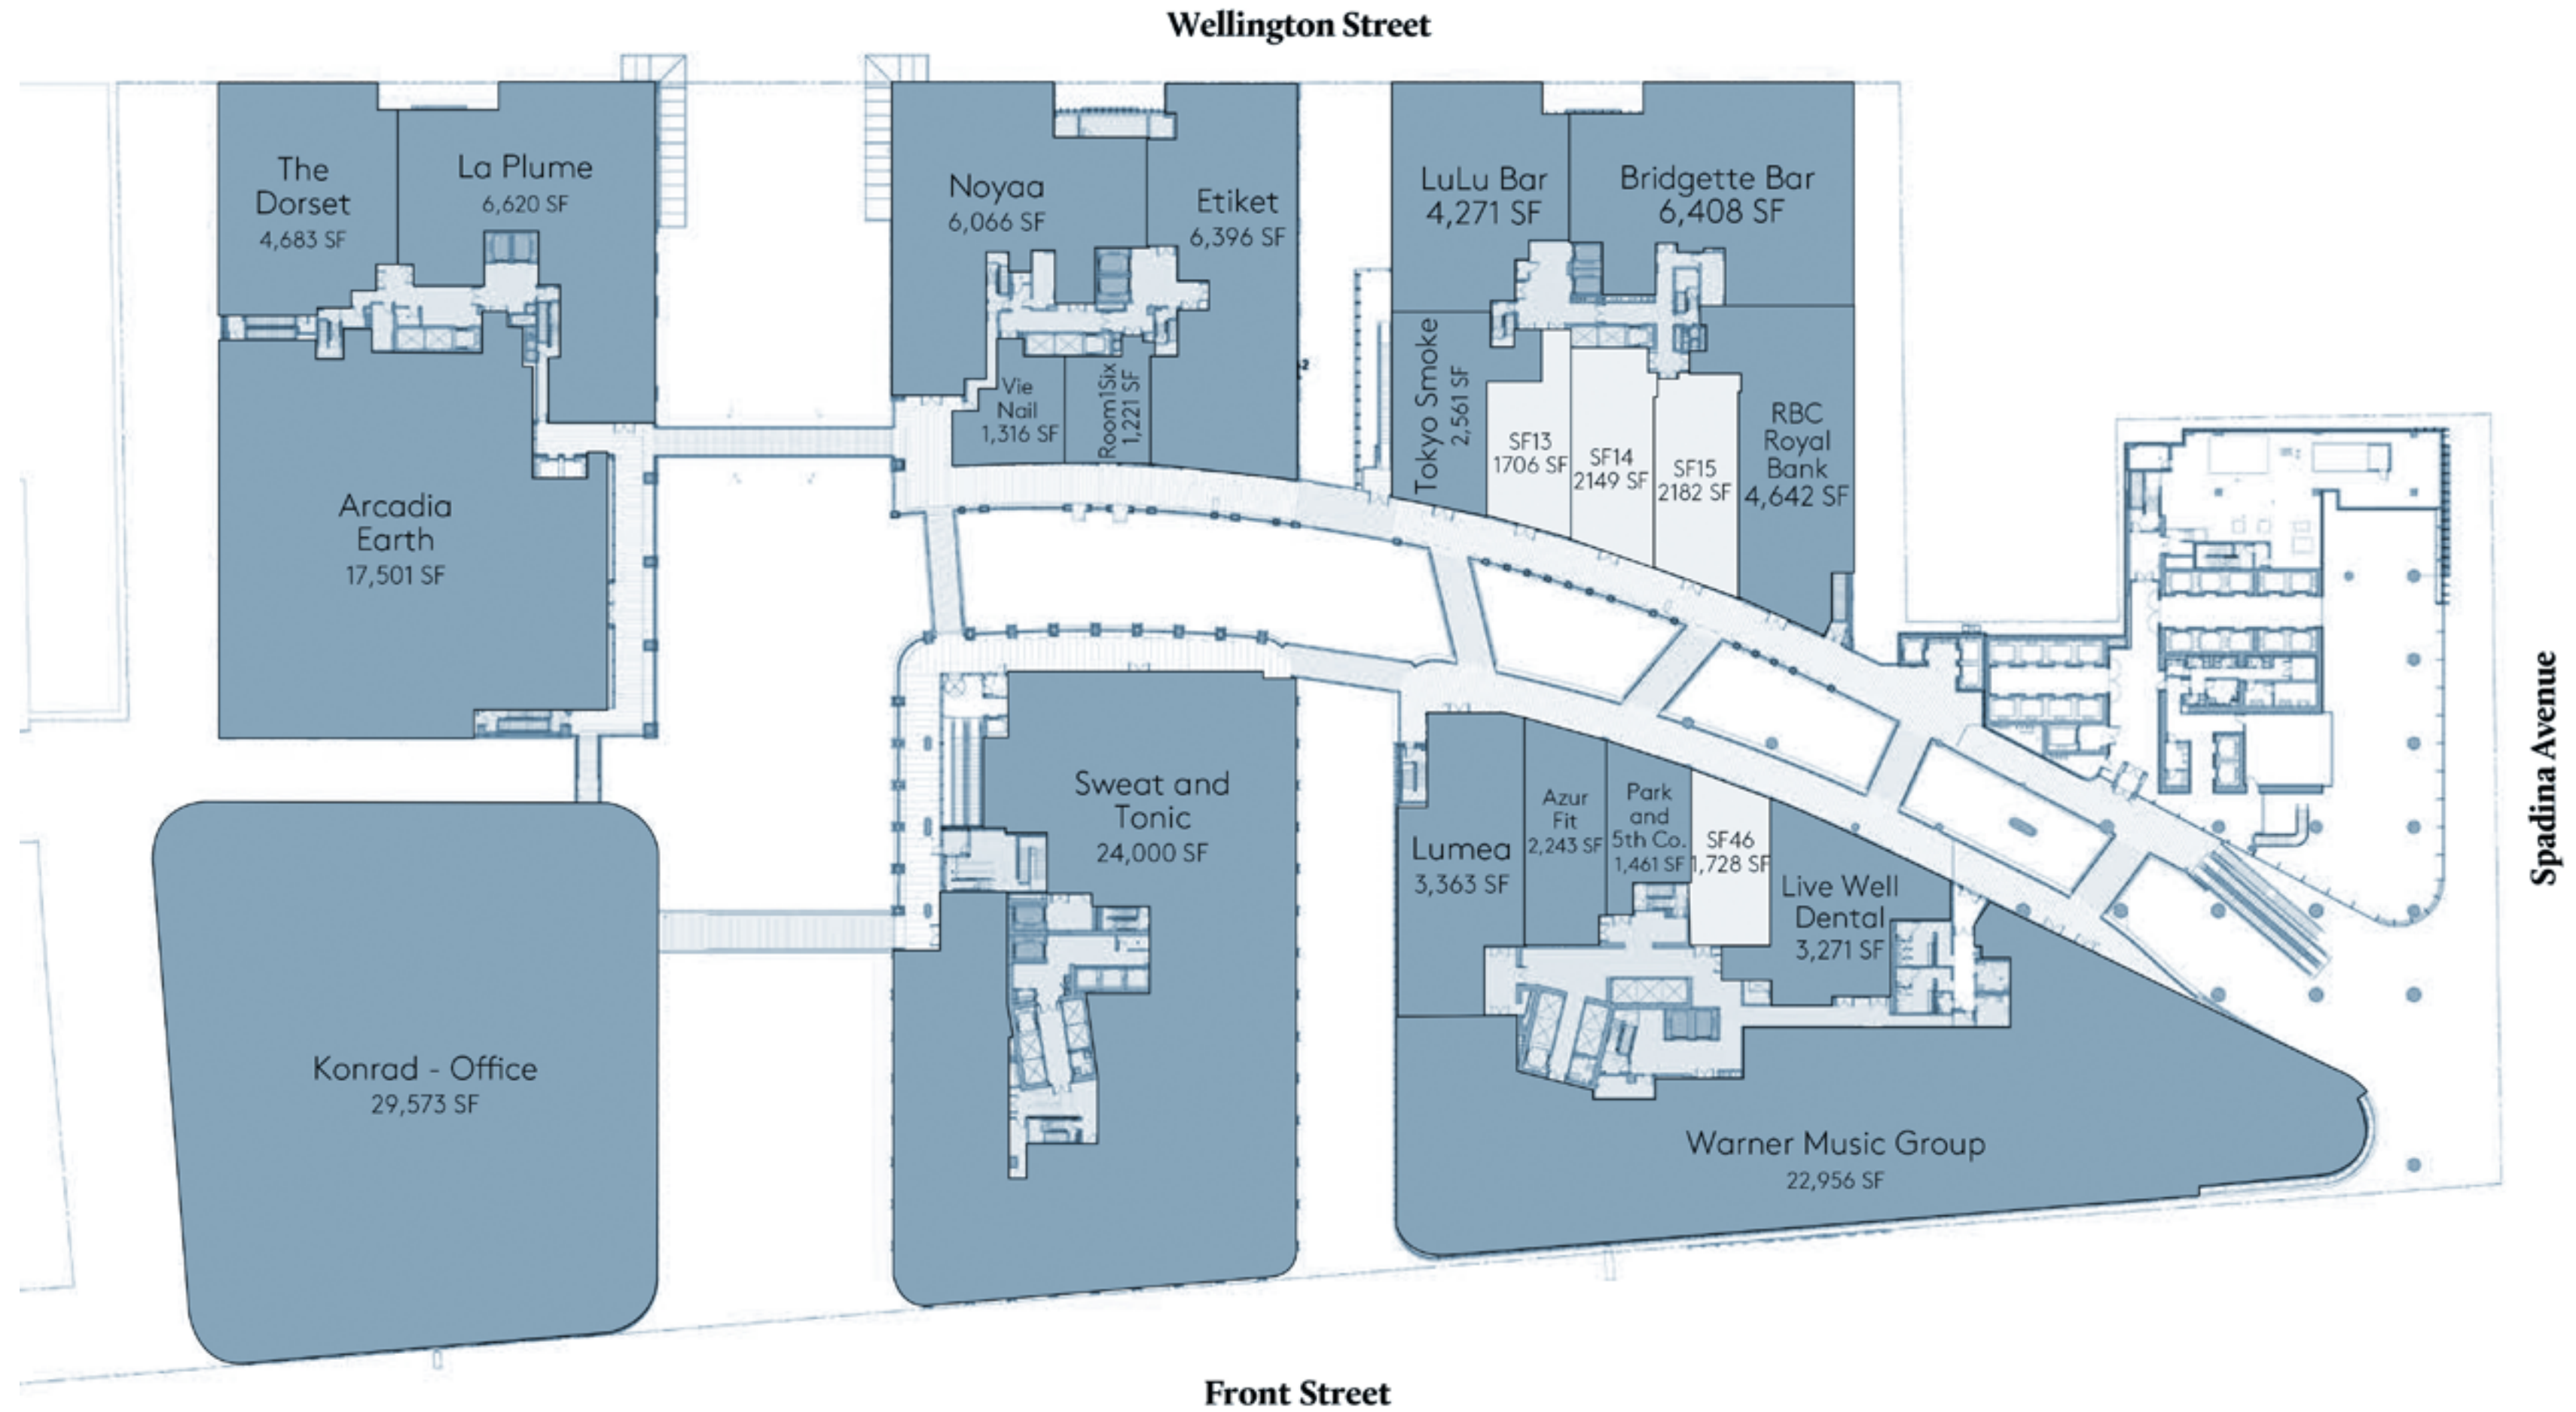 Wellington Street
The
Dorset
4,683 SF
La Plume
6,620 SF
Noyaa
6,066 SF
Etiket
6,396 SF
LuLu Bar
4,271 SF
Bridgette Bar
6,408 SF
Vie
Nail
1,316 SF
Room1Six
1,221 SF
Tokyo Smoke
2,561 SF
SF13
1706 SF
SF14
2149 SF
SF15
2182 SF
RBC
Royal
Bank
4,642 SF
Arcadia
Earth
17,501 SF
Sweat and
Tonic
24,000 SF
Lumea
3,363 SF
Azur
Fit
2,243 SF
Park
and
5th Co.
1,461 SF
SF46
1,728 SF
Live Well
Dental
3,271 SF
Spadina Avenue
Konrad - Office
29,573 SF
Warner Music Group
22,956 SF
Front Street